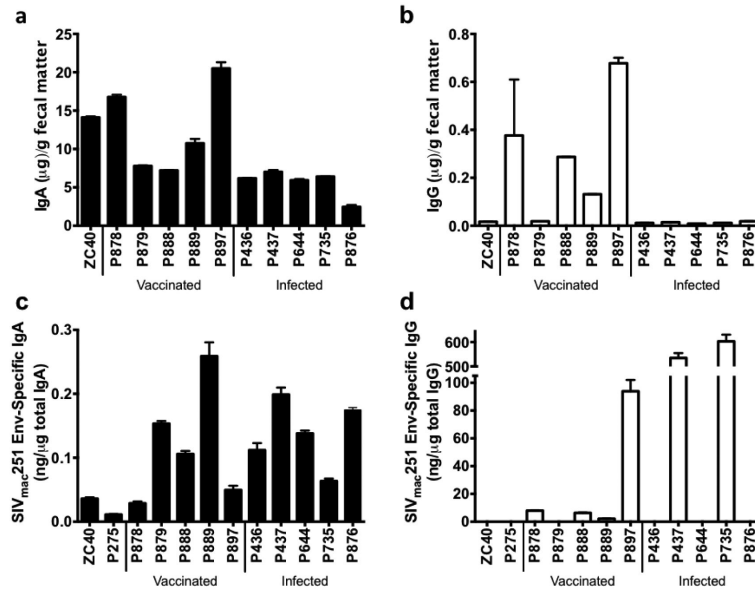 a
IgA (μg)/g fecal matter
25
20
15
10
5
0
ZC40
P878
P879
P888
P889
P897
P436
P437
P644
P735
P876
Vaccinated
Infected
b
IgG (μg)/g fecal matter
0.8
0.6
0.4
0.2
0.0
ZC40
P878
P879
P888
P889
P897
P436
P437
P644
P735
P876
Vaccinated
Infected
c
SIVmac251 Env-Specific IgA
(ng/μg total IgA)
0.3
0.2
0.1
0.0
ZC40
P275
P878
P879
P888
P889
P897
P436
P437
P644
P735
P876
Vaccinated
Infected
d
SIVmac251 Env-Specific IgG
(ng/μg total IgG)
600
500
100
80
60
40
20
0
ZC40
P275
P878
P879
P888
P889
P897
P436
P437
P644
P735
P876
Vaccinated
Infected